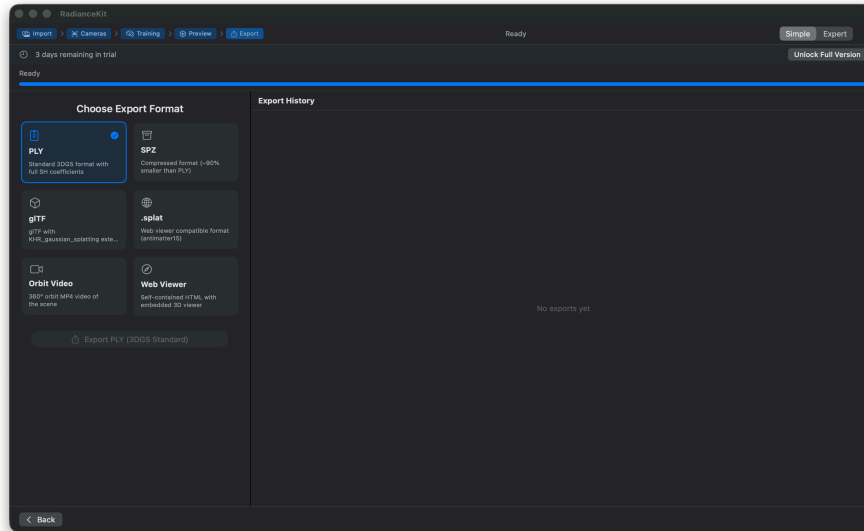 RadianceKit
Import
Cameras
Training
Preview
Export
Ready
Simple
Expert
3 days remaining in trial
Unlock Full Version
Ready
Choose Export Format
Export History
PLY
Standard 3DGS format with
full SH coefficients
SPZ
Compressed format (~90%
smaller than PLY)
glTF
glTF with
KHR_gaussian_splatting exte...
.splat
Web viewer compatible format
(antimatter15)
Orbit Video
360° orbit MP4 video of
the scene
Web Viewer
Self-contained HTML with
embedded 3D viewer
No exports yet
Export PLY (3DGS Standard)
Back